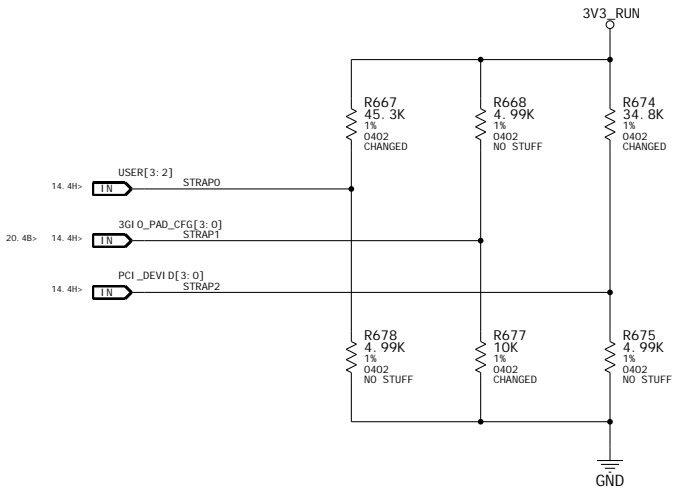 3V3_RUN
R667
45.3K
1%
0402
CHANGED
R668
4.99K
1%
0402
NO STUFF
R674
34.8K
1%
0402
CHANGED
USER[3:2]
14.4H> IN STRAP0
3GIO_PAD_CFG[3:0]
20.4B> 14.4H> IN STRAP1
PCI_DEVID[3:0]
14.4H> IN STRAP2
R678
4.99K
1%
0402
NO STUFF
R677
10K
1%
0402
CHANGED
R675
4.99K
1%
0402
NO STUFF
GND